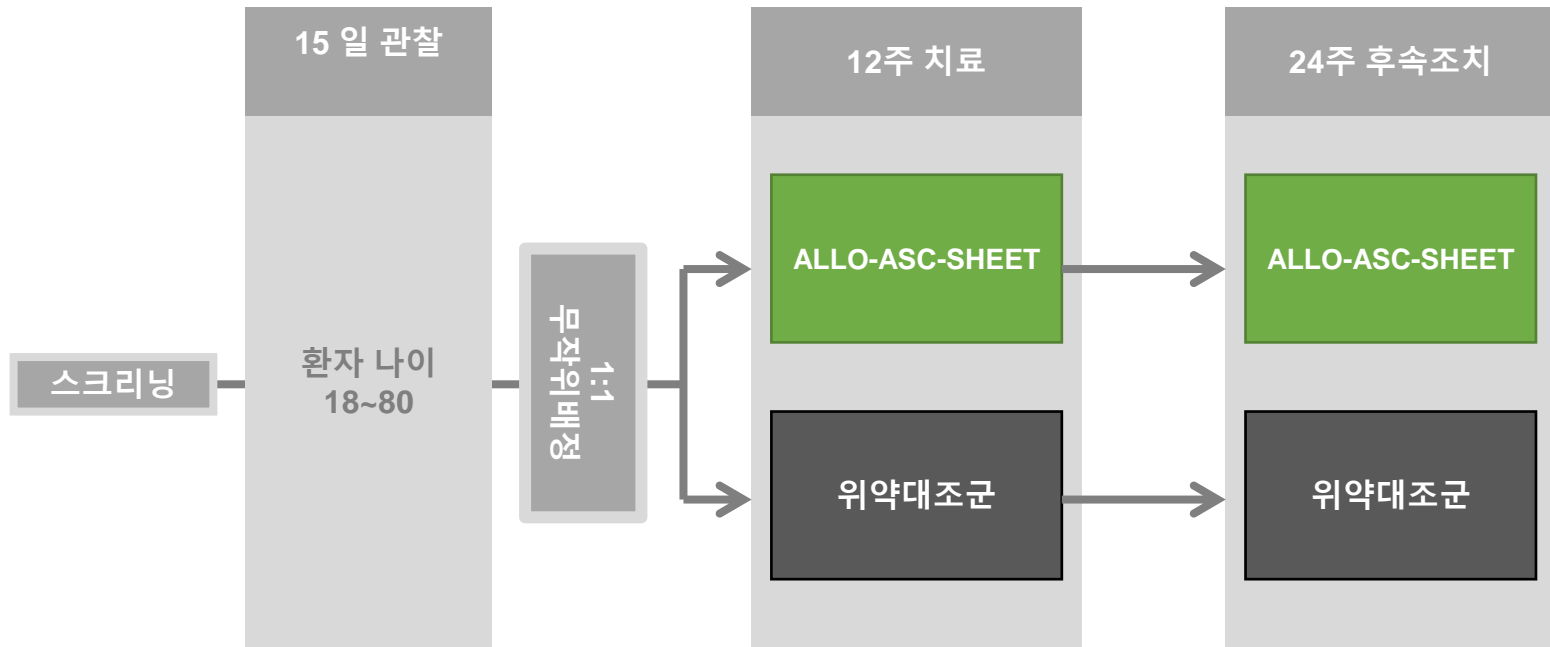 15 일 관찰
12주 치료
24주 후속조치
스크리닝
환자 나이
18~80
1:1
무작위배정
ALLO-ASC-SHEET
ALLO-ASC-SHEET
위약대조군
위약대조군